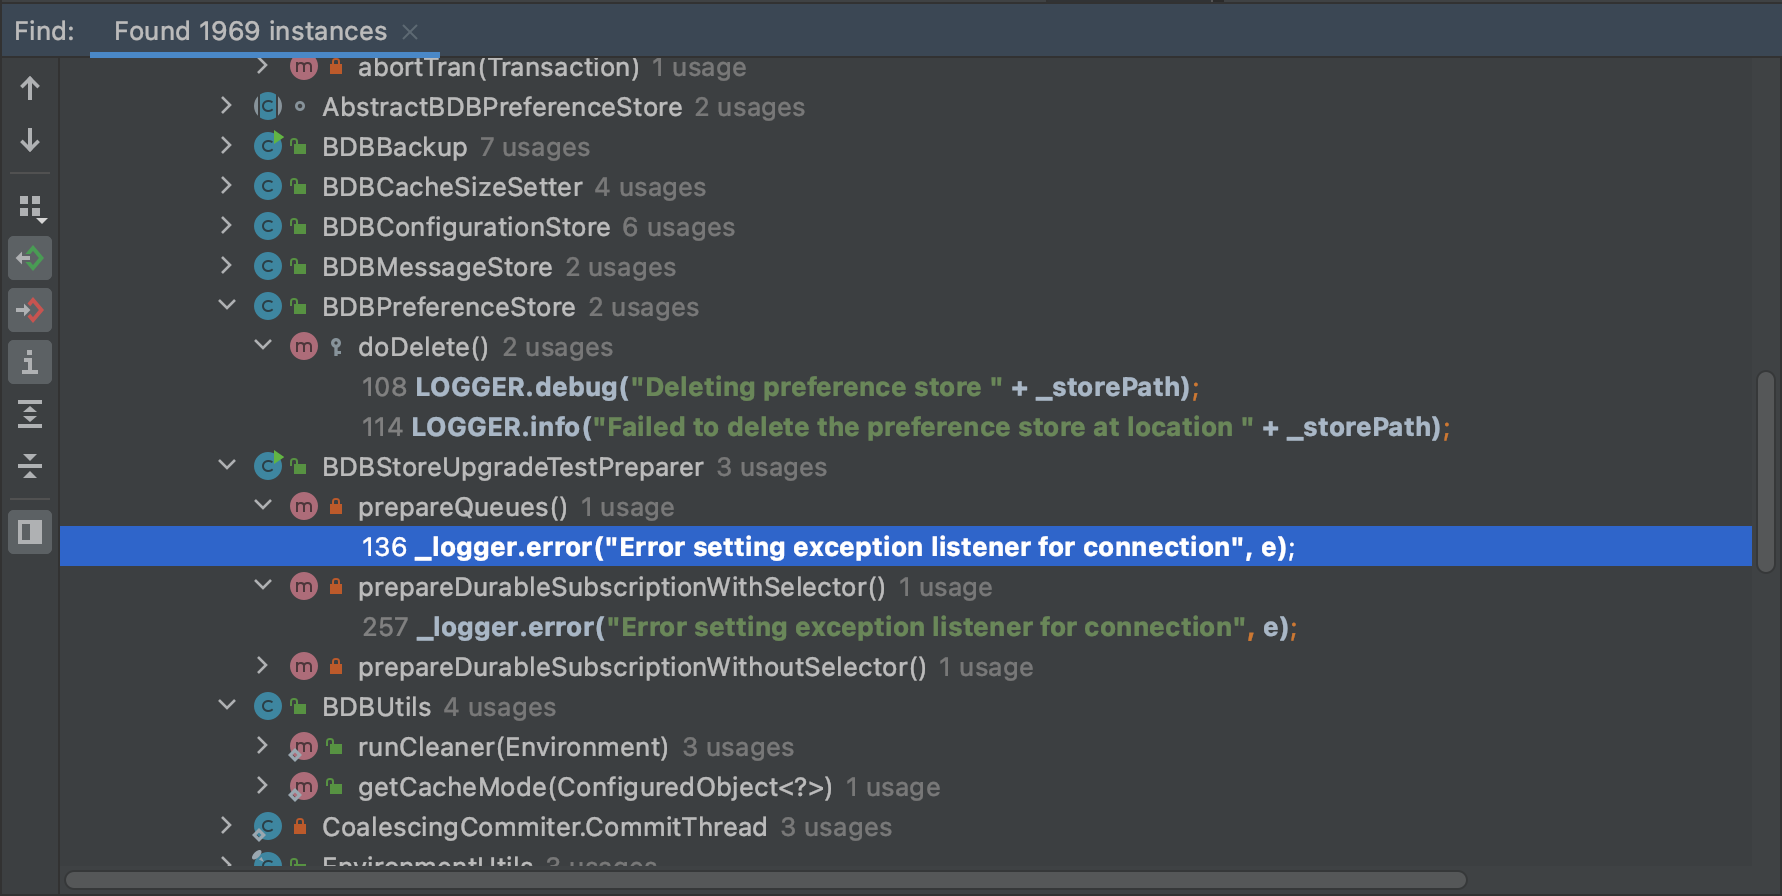 Find: Found 1969 instances
abortTran(Transaction) 1 usage
AbstractBDBPreferenceStore 2 usages
BDBBackup 7 usages
BDBCacheSizeSetter 4 usages
BDBConfigurationStore 6 usages
BDBMessageStore 2 usages
BDBPreferenceStore 2 usages
doDelete() 2 usages
108 LOGGER.debug("Deleting preference store " + _storePath);
114 LOGGER.info("Failed to delete the preference store at location " + _storePath);
BDBStoreUpgradeTestPreparer 3 usages
prepareQueues() 1 usage
136 _logger.error("Error setting exception listener for connection", e);
prepareDurableSubscriptionWithSelector() 1 usage
257 _logger.error("Error setting exception listener for connection", e);
prepareDurableSubscriptionWithoutSelector() 1 usage
BDBUtils 4 usages
runCleaner(Environment) 3 usages
getCacheMode(ConfiguredObject<?>) 1 usage
CoalescingCommiter.CommitThread 3 usages
EnvironmentUtils 3 usages